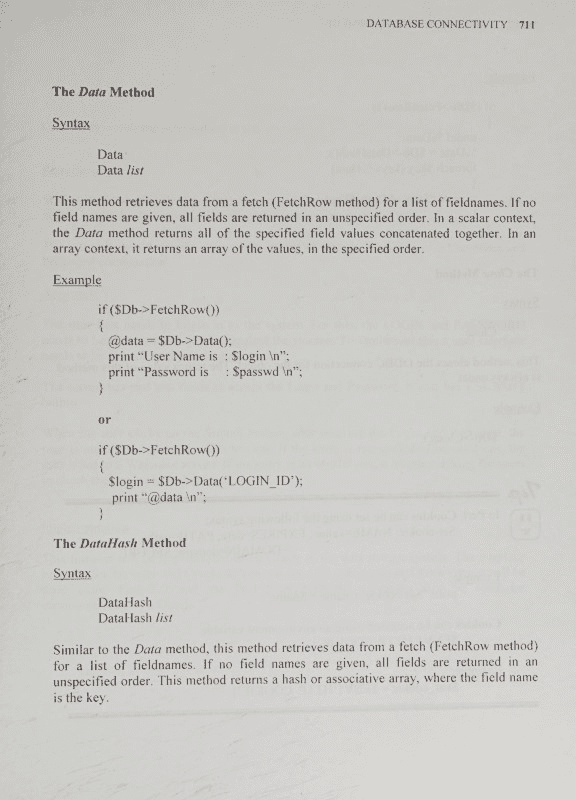 DATABASE CONNECTIVITY 711
The Data Method
Syntax
Data
Data list
This method retrieves data from a fetch (FetchRow method) for a list of fieldnames. If no
field names are given, all fields are returned in an unspecified order. In a scalar context,
the Data method returns all of the specified field values concatenated together. In an
array context, it returns an array of the values, in the specified order.
Example
if ($Db->FetchRow())
{
@data = $Db->Data();
print “User Name is : $login \n”;
print “Password is : $passwd \n”;
}
or
if ($Db->FetchRow())
{
$login = $Db->Data(‘LOGIN_ID’);
print “@data \n”;
}
The DataHash Method
Syntax
DataHash
DataHash list
Similar to the Data method, this method retrieves data from a fetch (FetchRow method)
for a list of fieldnames. If no field names are given, all fields are returned in an
unspecified order. This method returns a hash or associative array, where the field name
is the key.